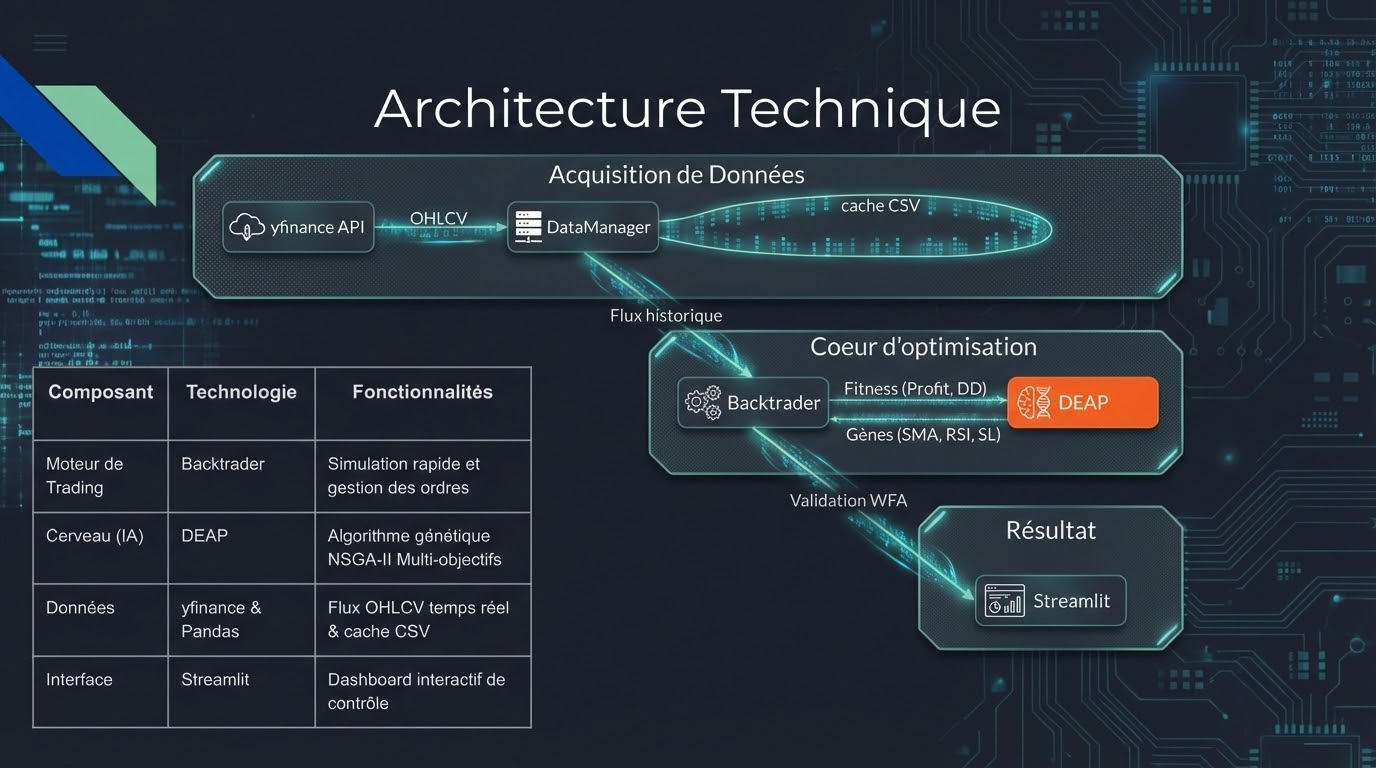 Architecture Technique
Acquisition de Données
yfinance API
OHLCV
DataManager
cache CSV
Flux historique
Coeur d'optimisation
Backtrader
Fitness (Profit, DD)
Gènes (SMA, RSI, SL)
DEAP
Validation WFA
Résultat
Streamlit
Composant
Technologie
Fonctionnalités
Moteur de
Trading
Backtrader
Simulation rapide et
gestion des ordres
Cerveau (IA)
DEAP
Algorithme génétique
NSGA-II Multi-objectifs
Données
yfinance &
Pandas
Flux OHLCV temps réel
& cache CSV
Interface
Streamlit
Dashboard interactif de
contrôle